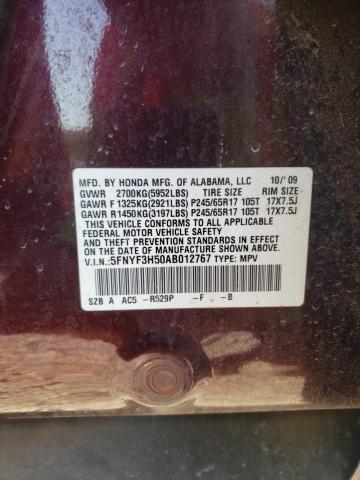 MFD. BY HONDA MFG. OF ALABAMA, LLC 10/'09
GVWR 2700KG(5952LBS) TIRE SIZE RIM SIZE
GAWR F 1325KG(2921LBS) P245/65R17 105T 17X7.5J
GAWR R1450KG(3197LBS) P245/65R17 105T 17X7.5J
THIS VEHICLE CONFORMS TO ALL APPLICABLE
FEDERAL MOTOR VEHICLE SAFETY
AND THEFT PREVENTION STANDARDS IN EFFECT ON
THE DATE OF MANUFACTURE SHOWN ABOVE.
V.I.N.:5FNYF3H50AB012767 TYPE: MPV
SZB A AC5 -R529P -F -B